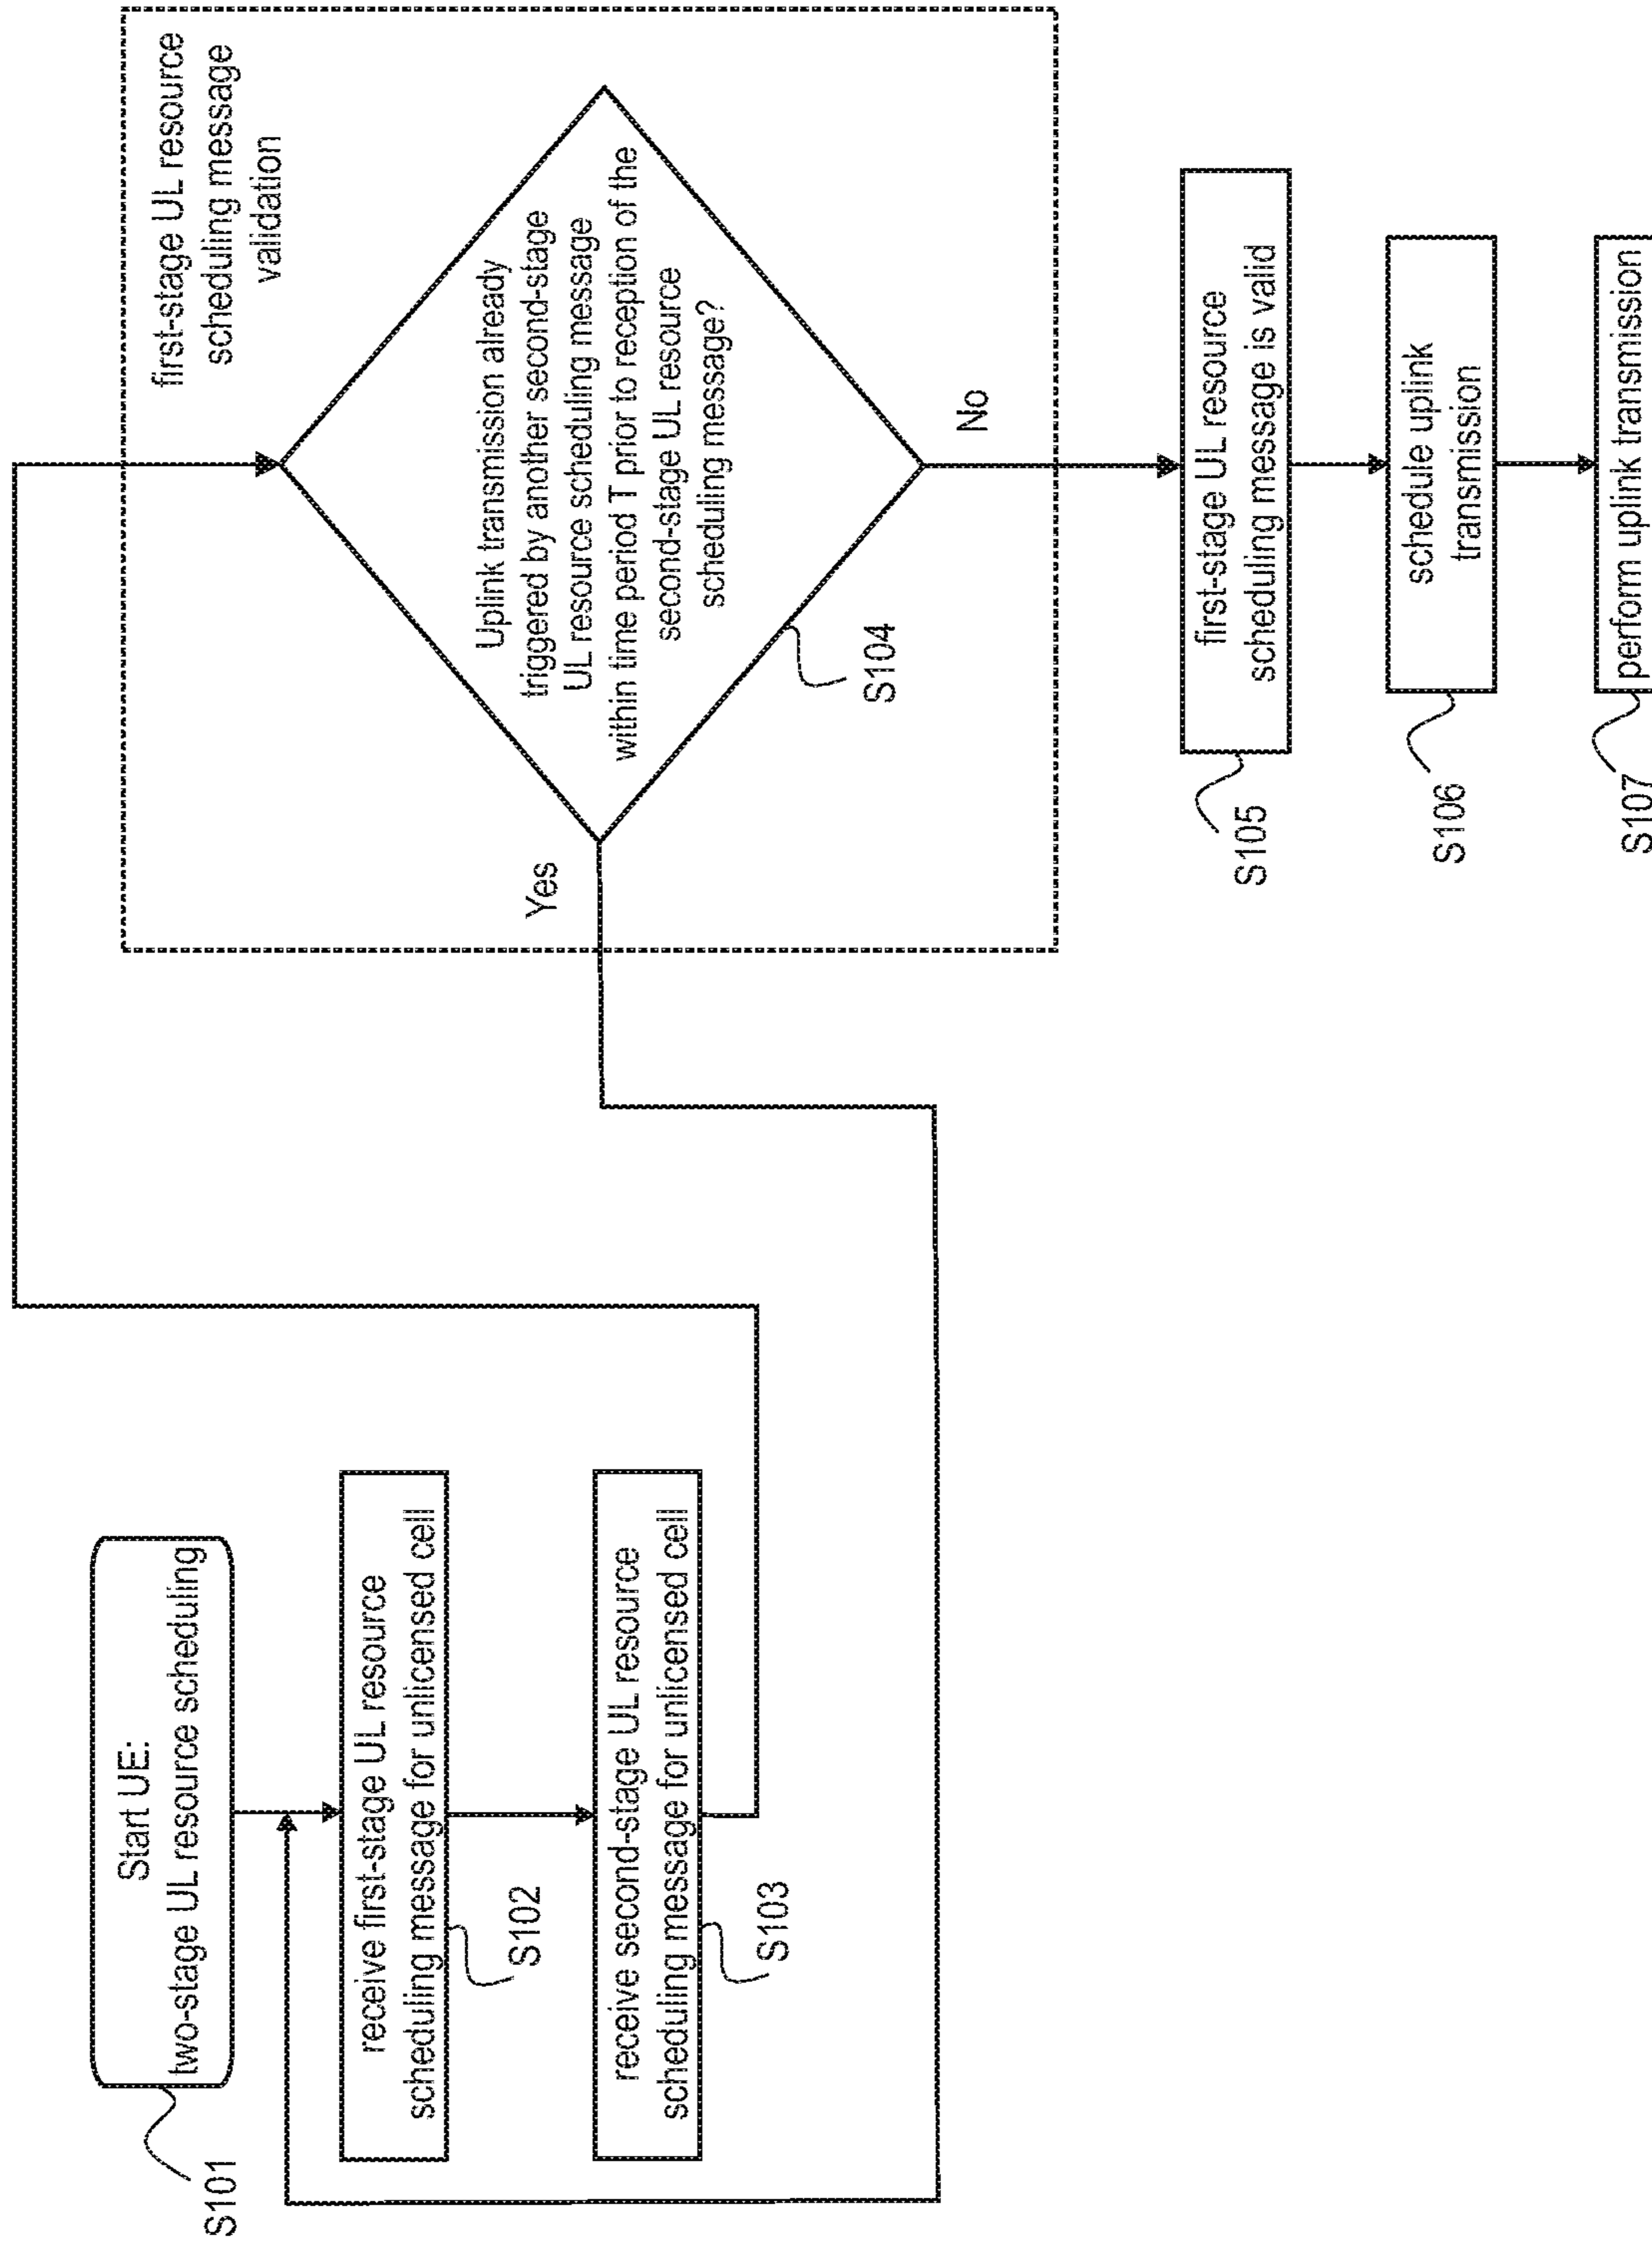 Start UE:
two-stage UL resource scheduling
S101
receive first-stage UL resource
scheduling message for unlicensed cell
S102
receive second-stage UL resource
scheduling message for unlicensed cell
S103
first-stage UL resource
scheduling message
validation
Uplink transmission already
triggered by another second-stage
UL resource scheduling message
within time period T prior to reception of the
second-stage UL resource
scheduling message?
S104
Yes
No
first-stage UL resource
scheduling message is valid
S105
schedule uplink
transmission
S106
perform uplink transmission
S107